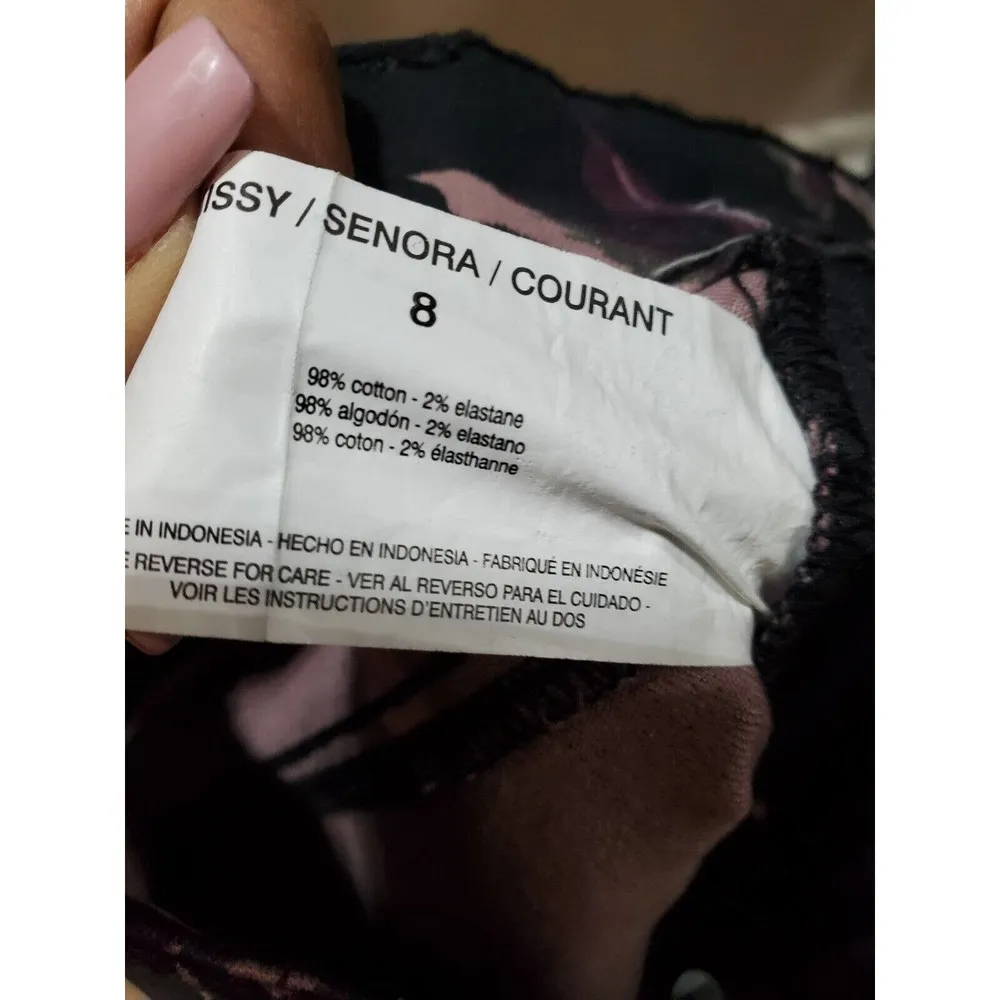 ISSY / SENORA / COURANT
8
98% cotton - 2% elastane
98% algodón - 2% elastano
98% coton - 2% élasthanne
E IN INDONESIA - HECHO EN INDONESIA - FABRIQUÉ EN INDONÉSIE
E REVERSE FOR CARE - VER AL REVERSO PARA EL CUIDADO -
VOIR LES INSTRUCTIONS D'ENTRETIEN AU DOS